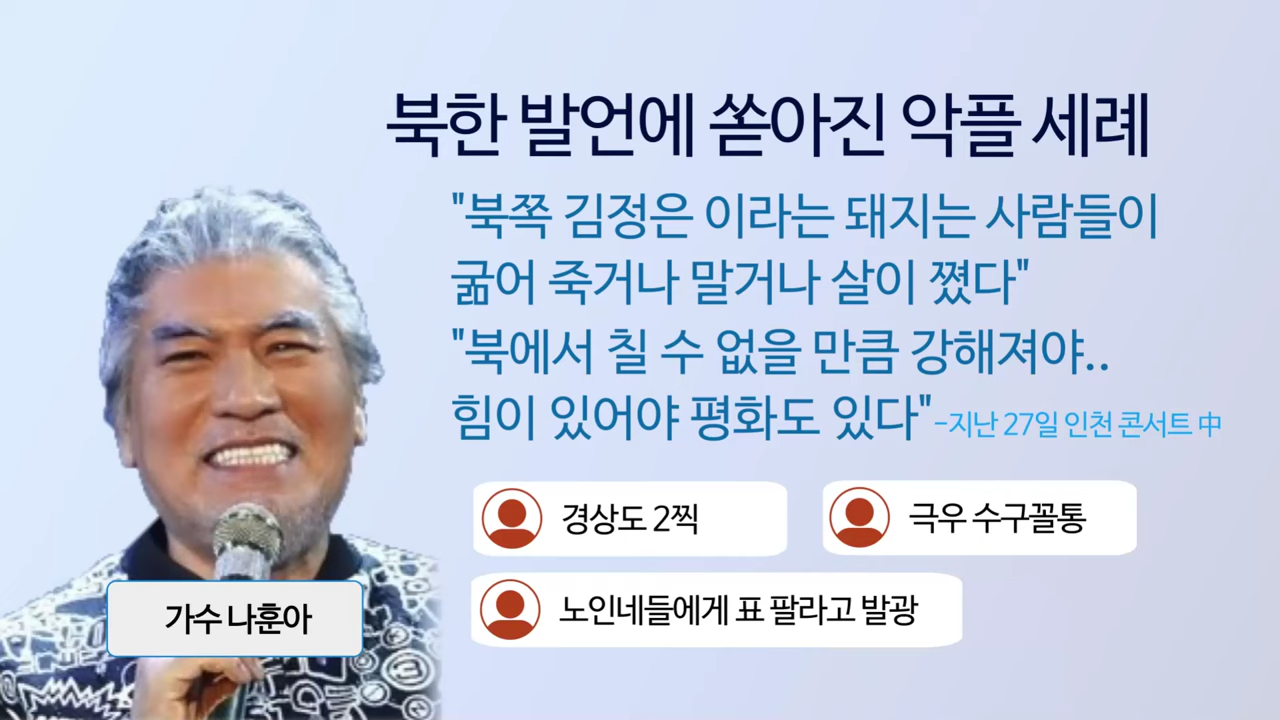 북한 발언에 쏟아진 악플 세례
"북쪽 김정은 이라는 돼지는 사람들이
굶어 죽거나 말거나 살이 쪘다"
"북에서 칠 수 없을 만큼 강해져야..
힘이 있어야 평화도 있다" -지난 27일 인천 콘서트 中
경상도 2찍
극우 수구꼴통
노인네들에게 표 팔라고 발광
가수 나훈아